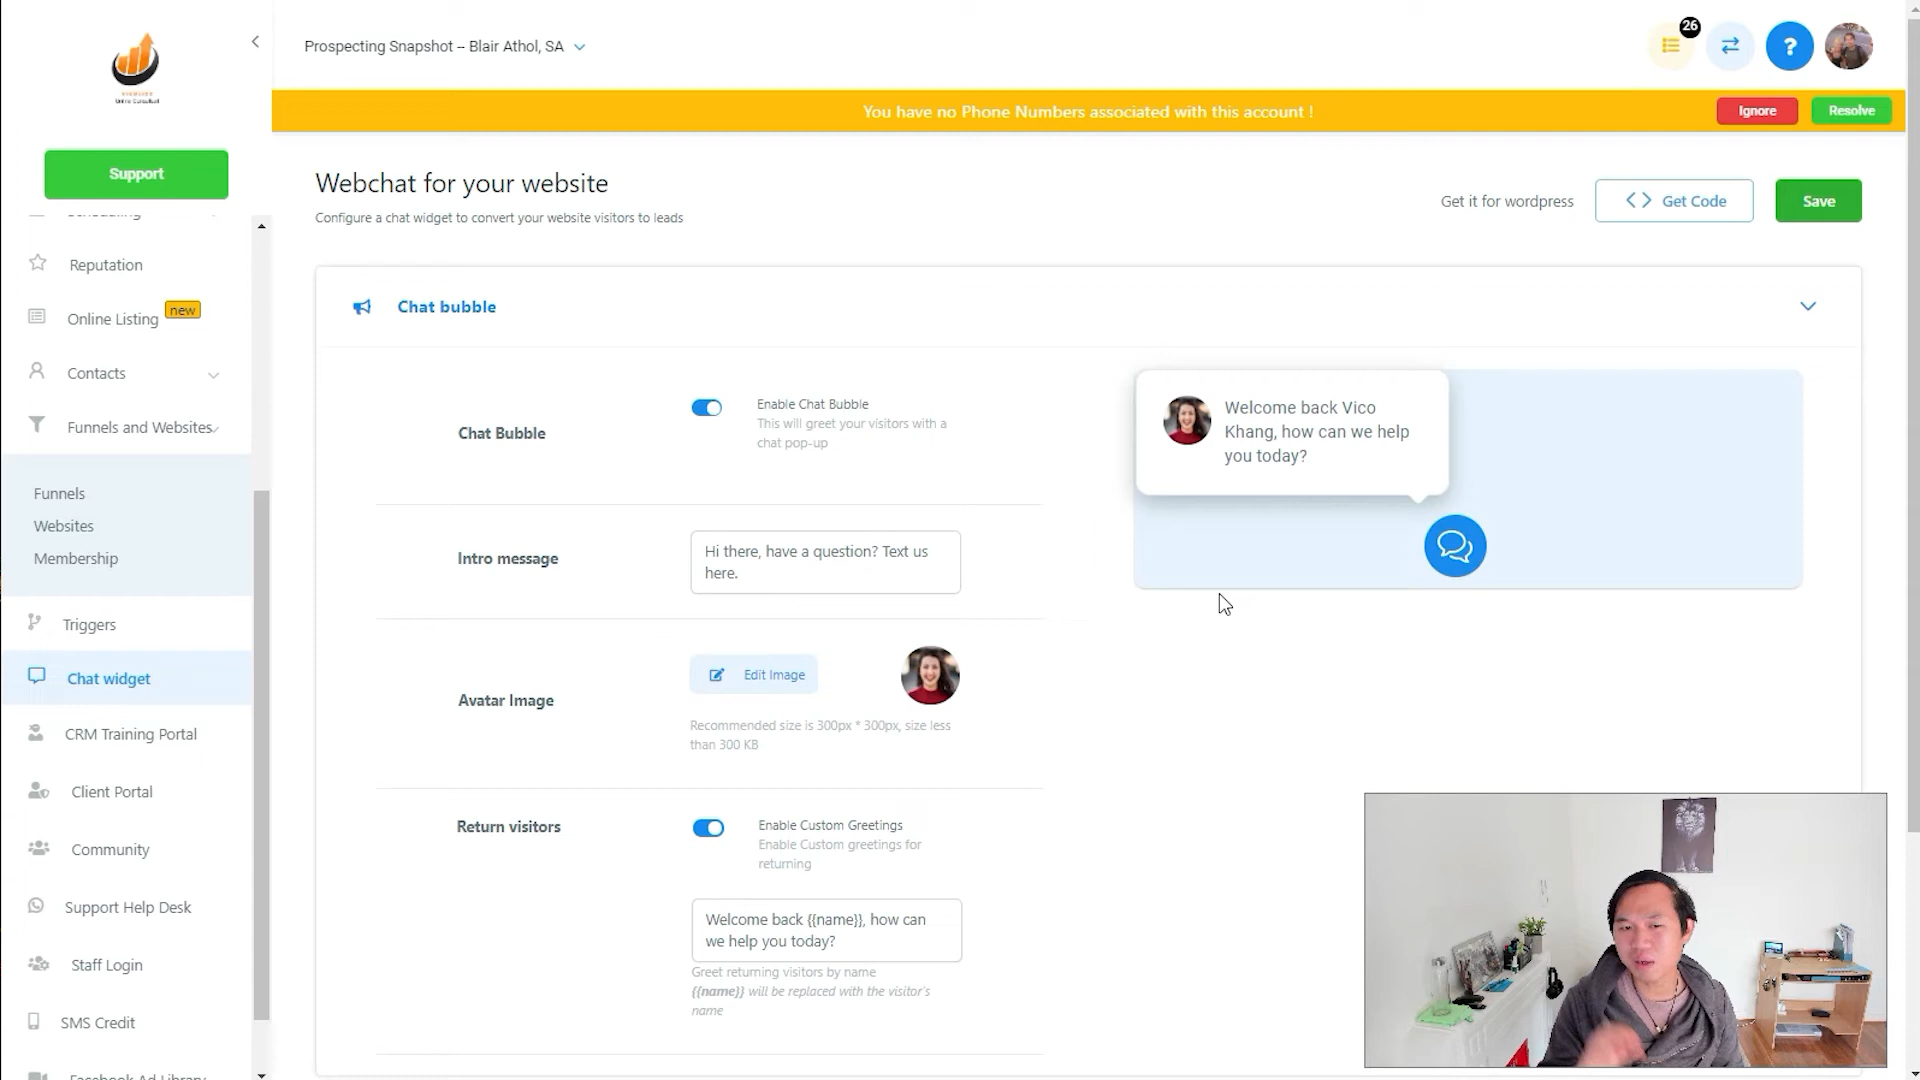 Prospecting Snapshot -- Blair Athol, SA
26
?
You have no Phone Numbers associated with this account !
Ignore
Resolve
Online Consultant
Support
Scheduling
Reputation
Online Listing
new
Contacts
Funnels and Websites
Funnels
Websites
Membership
Triggers
Chat widget
CRM Training Portal
Client Portal
Community
Support Help Desk
Staff Login
SMS Credit
Facebook Ad Library
Webchat for your website
Configure a chat widget to convert your website visitors to leads
Get it for wordpress
Get Code
Save
Chat bubble
Chat Bubble
Enable Chat Bubble
This will greet your visitors with a
chat pop-up
Intro message
Hi there, have a question? Text us
here.
Avatar Image
Edit Image
Recommended size is 300px * 300px, size less
than 300 KB
Return visitors
Enable Custom Greetings
Enable Custom greetings for
returning
Welcome back {{name}}, how can
we help you today?
Greet returning visitors by name
{{name}} will be replaced with the visitor's
name
Welcome back Vico
Khang, how can we help
you today?